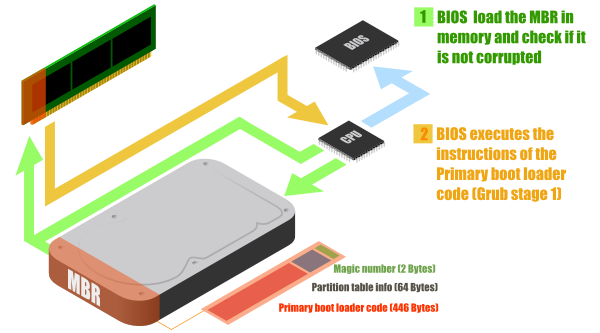 1 BIOS load the MBR in
memory and check if it
is not corrupted
BIOS
CPU
2 BIOS executes the
instructions of the
Primary boot loader
code (Grub stage 1)
MBR
Magic number (2 Bytes)
Partition table info (64 Bytes)
Primary boot loader code (446 Bytes)